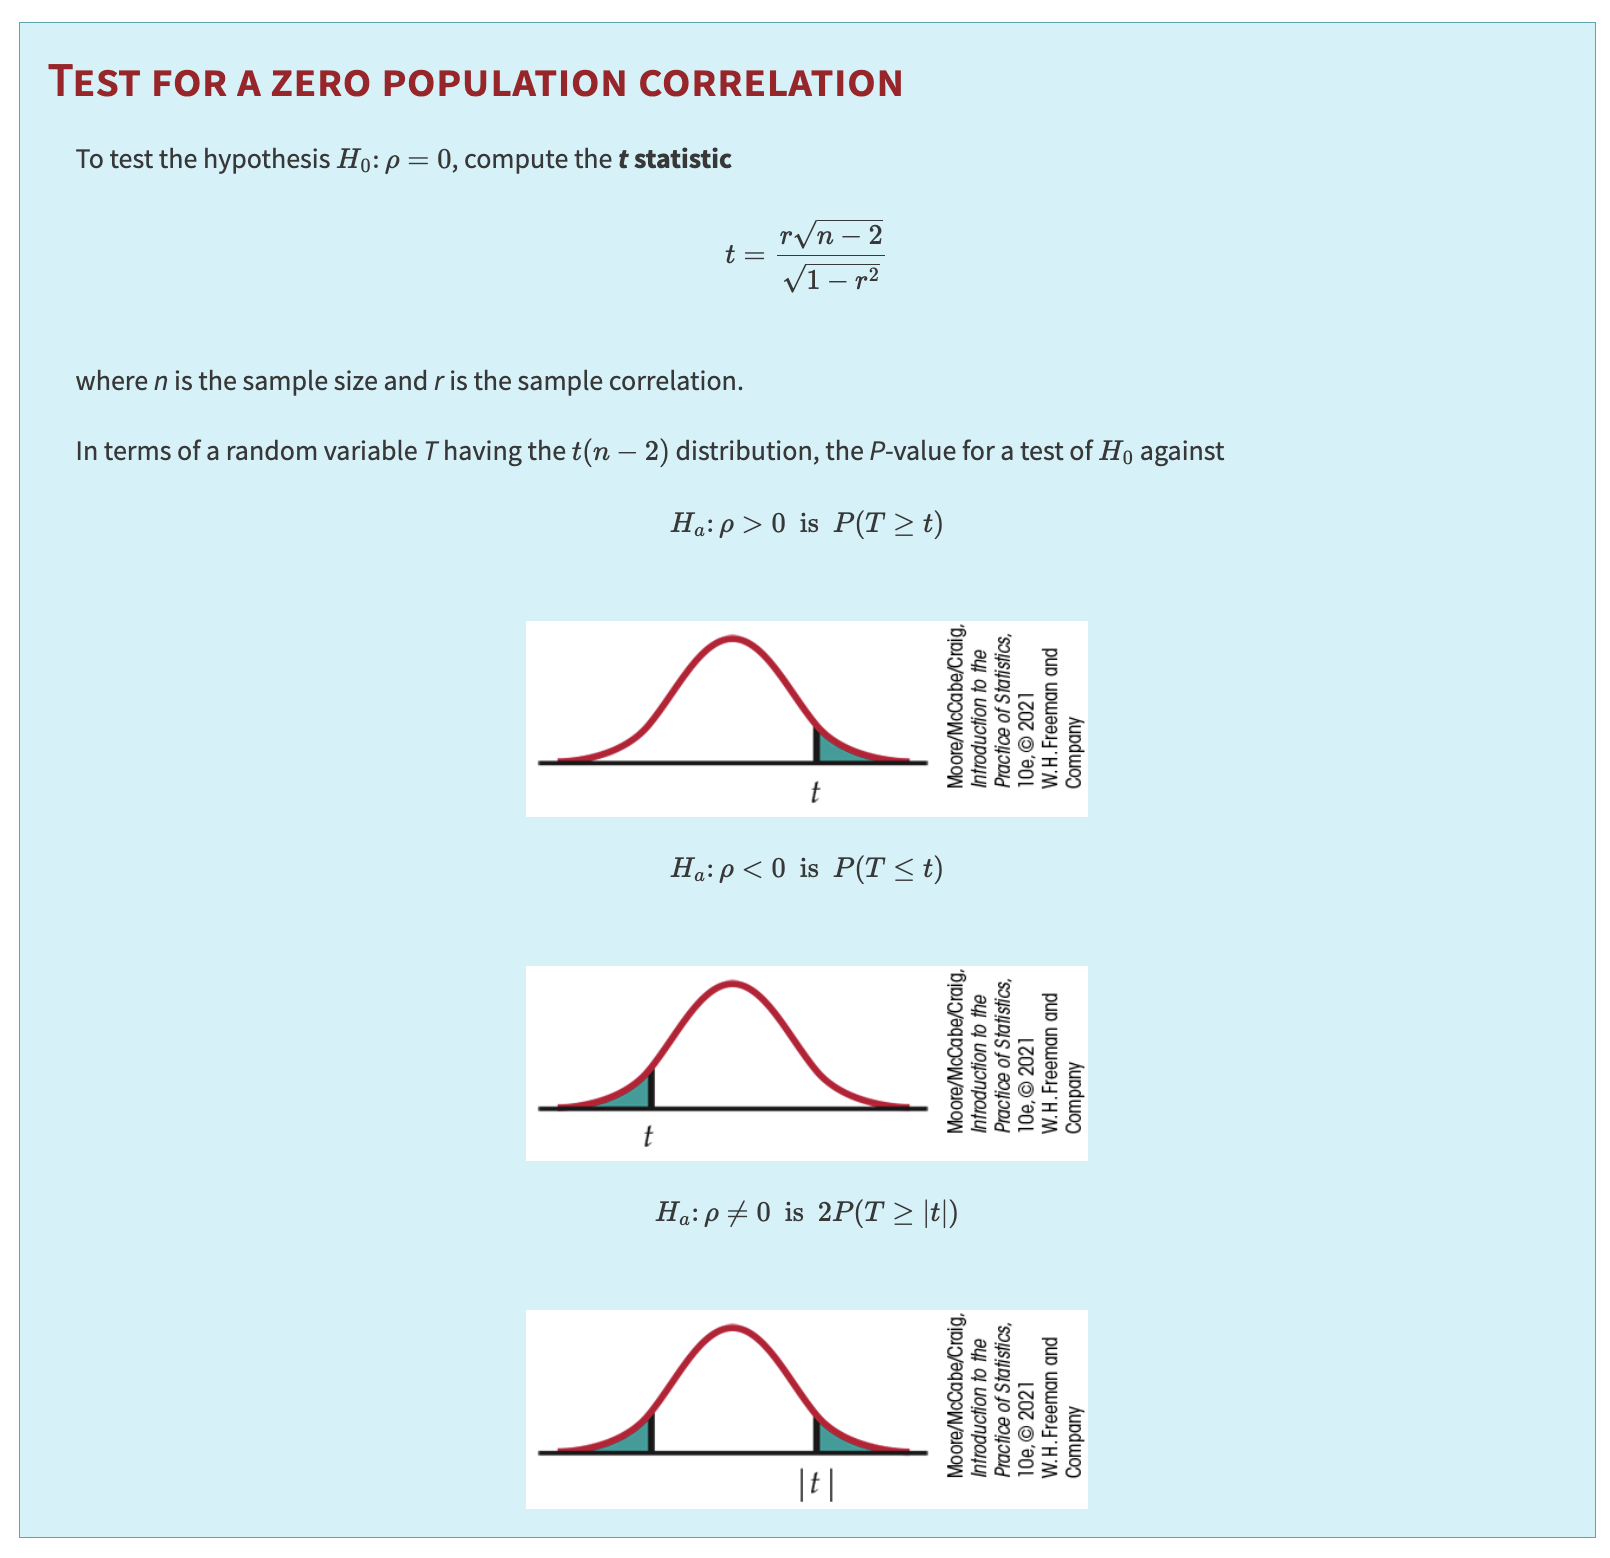 TEST FOR A ZERO POPULATION CORRELATION
To test the hypothesis H₀: ρ = 0, compute the t statistic
t = r√(n − 2) / √(1 − r²)
where n is the sample size and r is the sample correlation.
In terms of a random variable T having the t(n − 2) distribution, the P-value for a test of H₀ against
Hₐ: ρ > 0 is P(T ≥ t)
Moore/McCabe/Craig,
Introduction to the
Practice of Statistics,
10e, © 2021
W. H. Freeman and
Company
t
Hₐ: ρ < 0 is P(T ≤ t)
Moore/McCabe/Craig,
Introduction to the
Practice of Statistics,
10e, © 2021
W. H. Freeman and
Company
t
Hₐ: ρ ≠ 0 is 2P(T ≥ |t|)
Moore/McCabe/Craig,
Introduction to the
Practice of Statistics,
10e, © 2021
W. H. Freeman and
Company
|t|